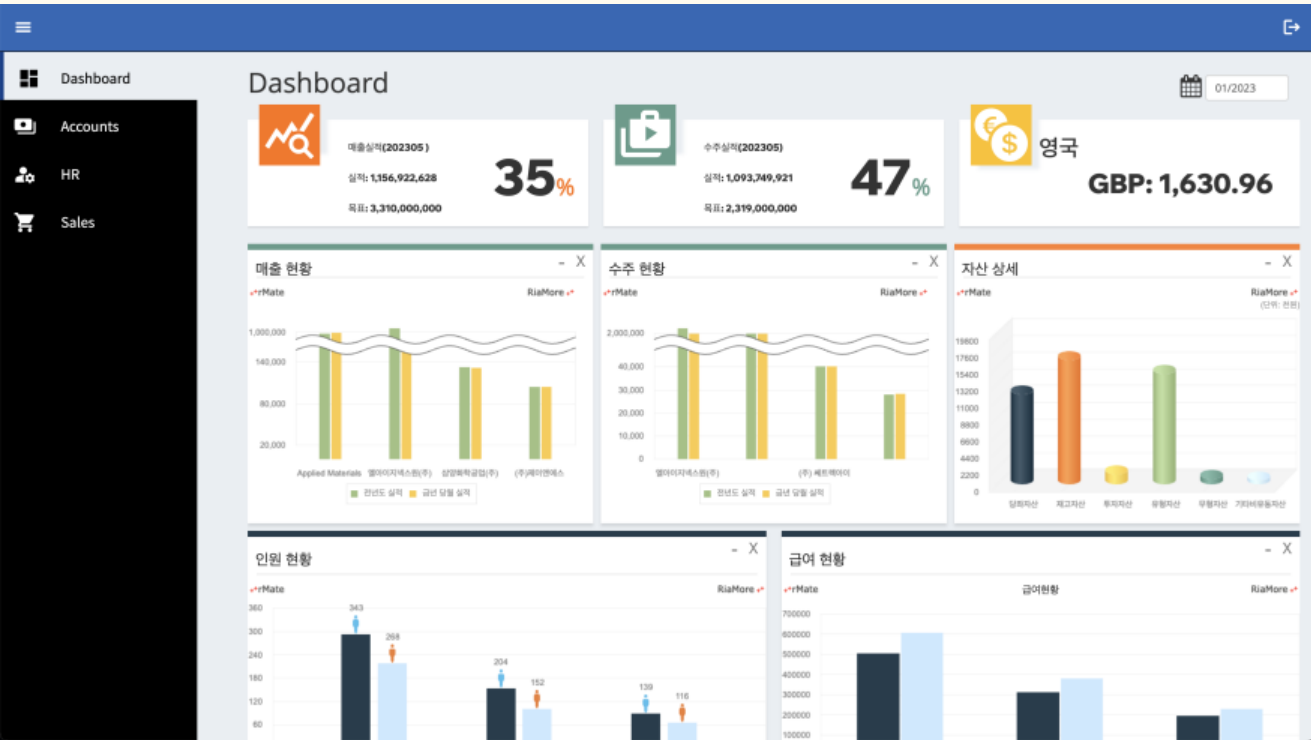 Dashboard
Accounts
HR
Sales
Dashboard
01/2023
매출실적(202305 )
실적: 1,156,922,628
목표: 3,310,000,000
35%
수주실적(202305)
실적: 1,093,749,921
목표: 2,319,000,000
47%
영국
GBP: 1,630.96
매출 현황
- X
rMate
RiaMore
1,000,000
140,000
80,000
20,000
Applied Materials 엘아이지넥스원(주) 삼양화학공업(주) (주)제이앤에스
전년도 실적 금년 당월 실적
수주 현황
- X
rMate
RiaMore
2,000,000
40,000
30,000
20,000
10,000
0
엘아이지넥스원(주) (주) 쎄트렉아이
전년도 실적 금년 당월 실적
자산 상세
- X
rMate
RiaMore
(단위: 천원)
19800
17600
15400
13200
11000
8800
6600
4400
2200
0
당좌자산 재고자산 투자자산 유형자산 무형자산 기타비유동자산
인원 현황
- X
rMate
RiaMore
360
300
240
180
120
60
343
268
204
152
139
116
급여 현황
- X
rMate
급여현황
RiaMore
700000
600000
500000
400000
300000
200000
100000